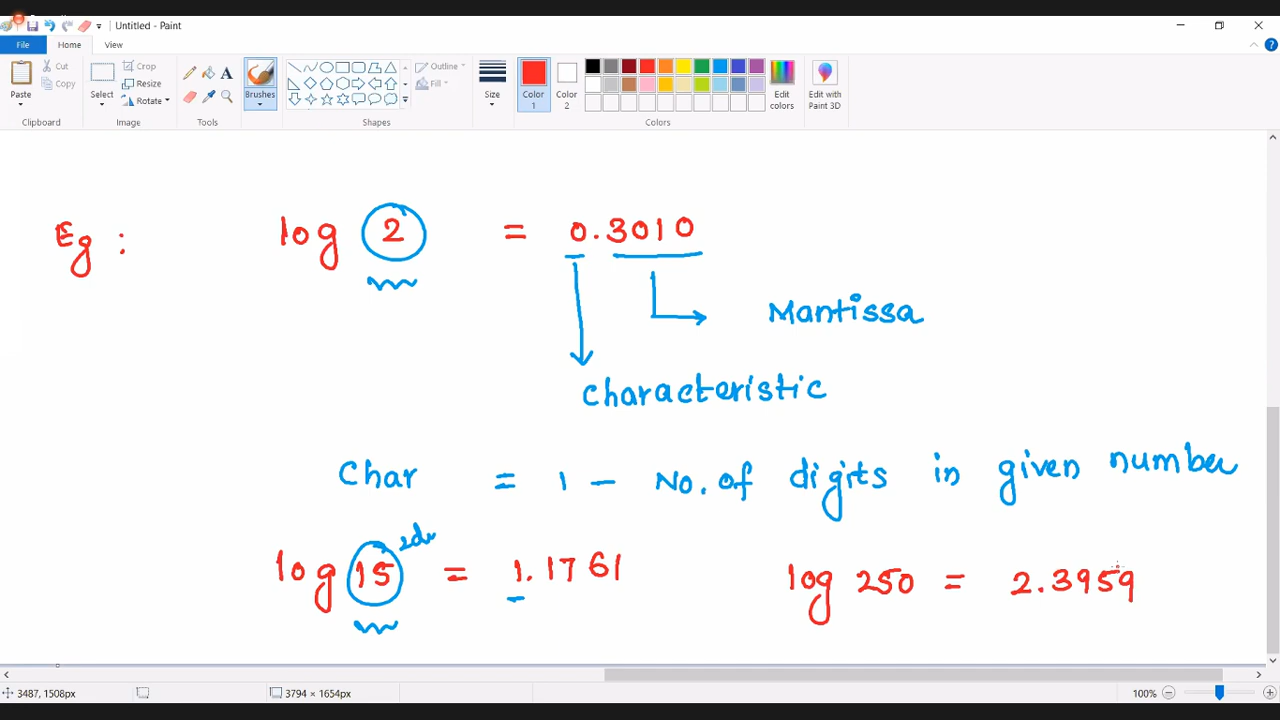 Untitled - Paint
File Home View
Paste
Cut
Copy
Clipboard
Select
Crop
Resize
Rotate
Image
Tools
Brushes
Shapes
Outline
Fill
Size
Color 1
Color 2
Edit colors
Colors
Edit with Paint 3D
Eg : log 2 = 0.3010
Mantissa
Characteristic
Char = 1 - No. of digits in given number
log 15 = 1.1761
log 250 = 2.3959
3487, 1508px
3794 × 1654px
100%